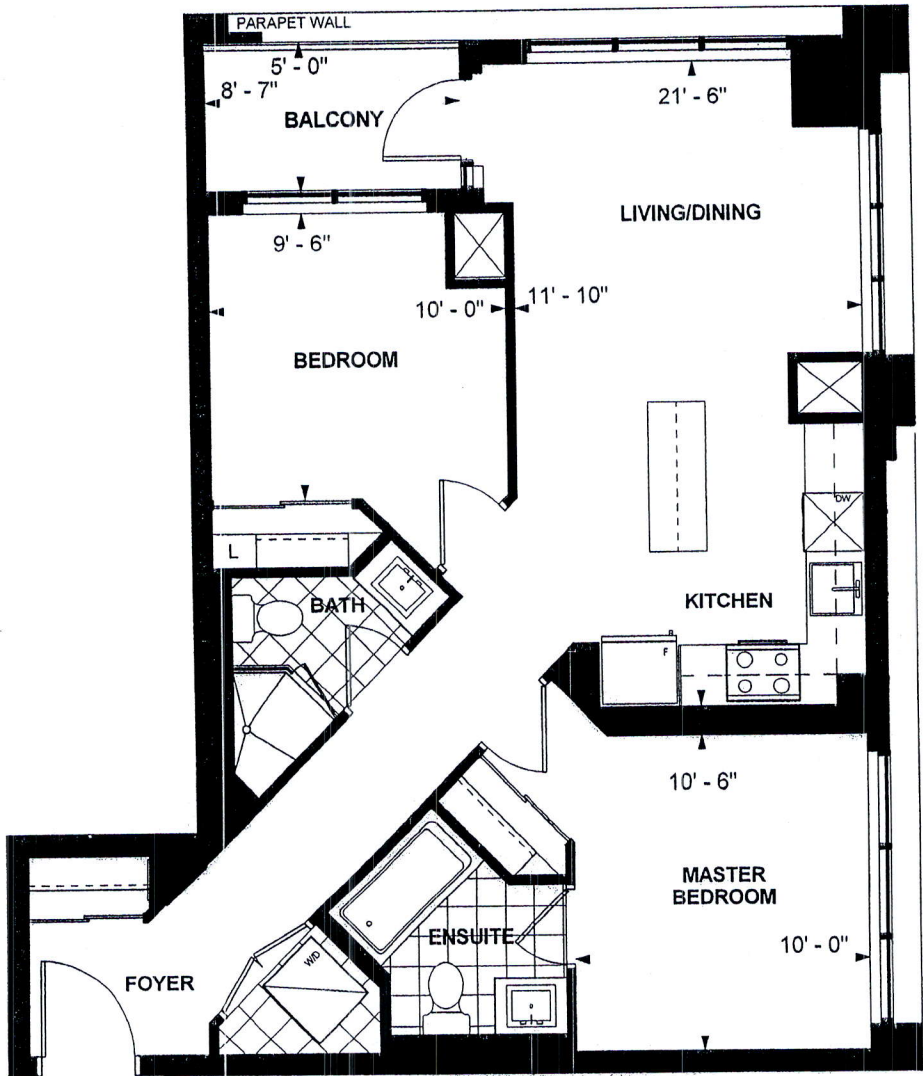 PARAPET WALL
5' - 0"
8' - 7"
BALCONY
21' - 6"
LIVING/DINING
9' - 6"
10' - 0"
11' - 10"
BEDROOM
DW
L
BATH
KITCHEN
F
10' - 6"
MASTER
BEDROOM
ENSUITE
10' - 0"
W/D
FOYER